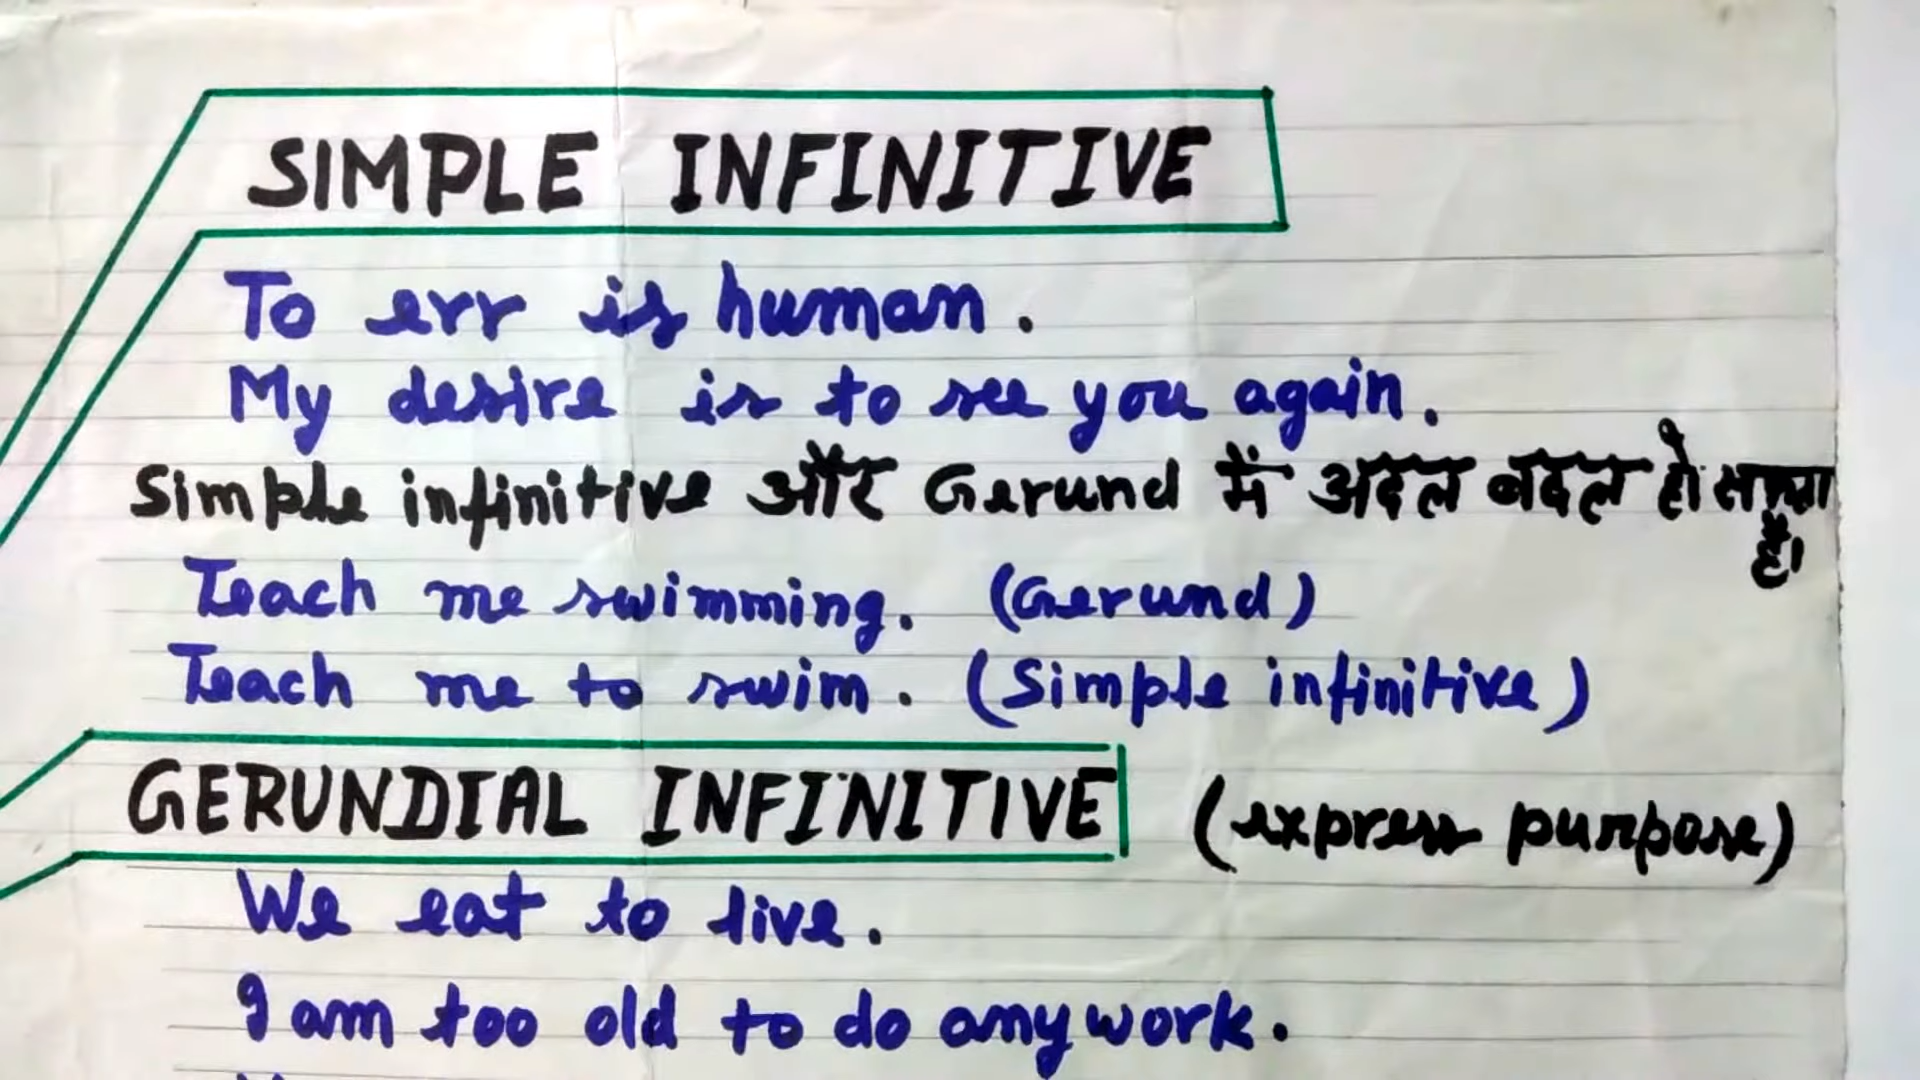 SIMPLE INFINITIVE
To err is human.
My desire is to see you again.
Simple infinitive और Gerund में अदल बदल हो सकता है।
Teach me swimming. (Gerund)
Teach me to swim. (Simple infinitive)
GERUNDIAL INFINITIVE (express purpose)
We eat to live.
I am too old to do any work.